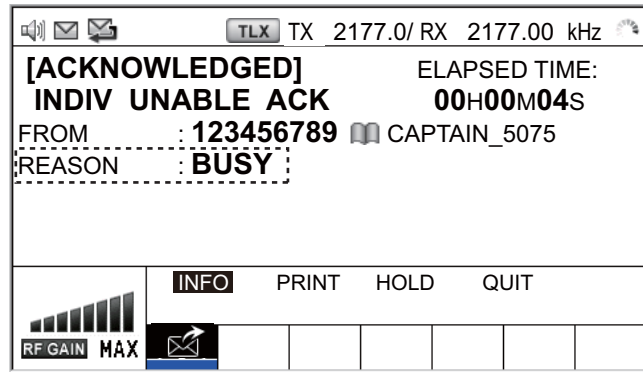 TLX TX 2177.0/ RX 2177.00 kHz
[ACKNOWLEDGED] ELAPSED TIME:
INDIV UNABLE ACK 00H00M04S
FROM : 123456789 CAPTAIN_5075
REASON : BUSY
INFO PRINT HOLD QUIT
RF GAIN MAX